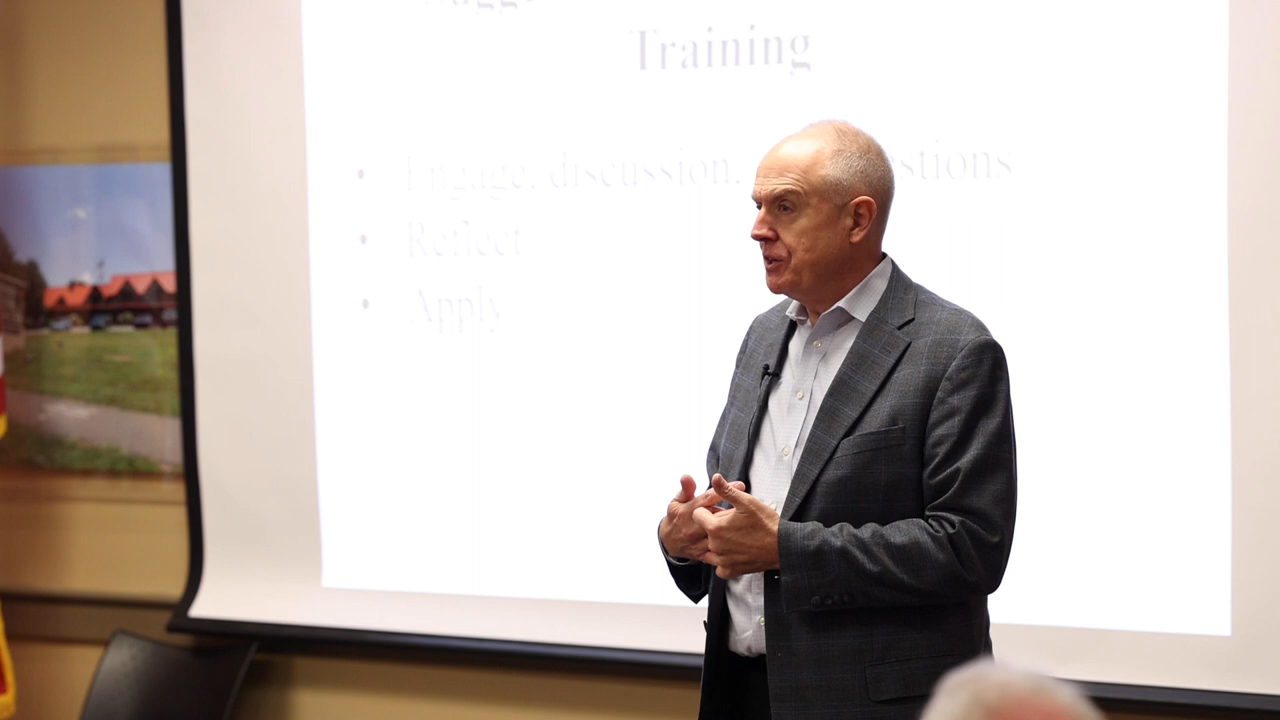 Training
• Engage, discussion,
• Reflect
• Apply